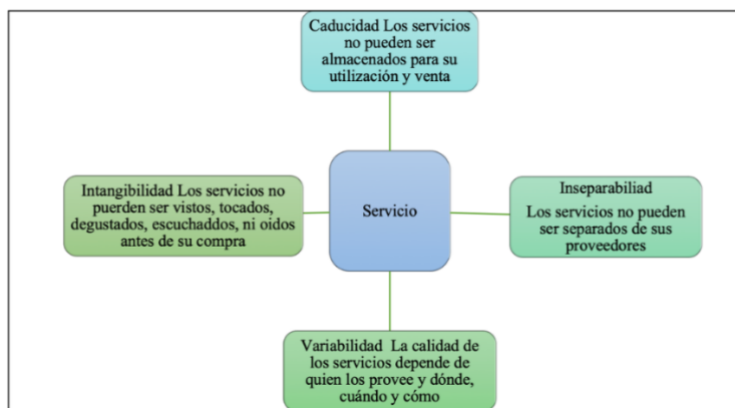 Caducidad Los servicios
no pueden ser
almacenados para su
utilización y venta
Intangibilidad Los servicios no
puerden ser vistos, tocados,
degustados, escuchaddos, ni oidos
antes de su compra
Servicio
Inseparabiliad
Los servicios no pueden
ser separados de sus
proveedores
Variabilidad La calidad de
los servicios depende de
quien los provee y dónde,
cuándo y cómo